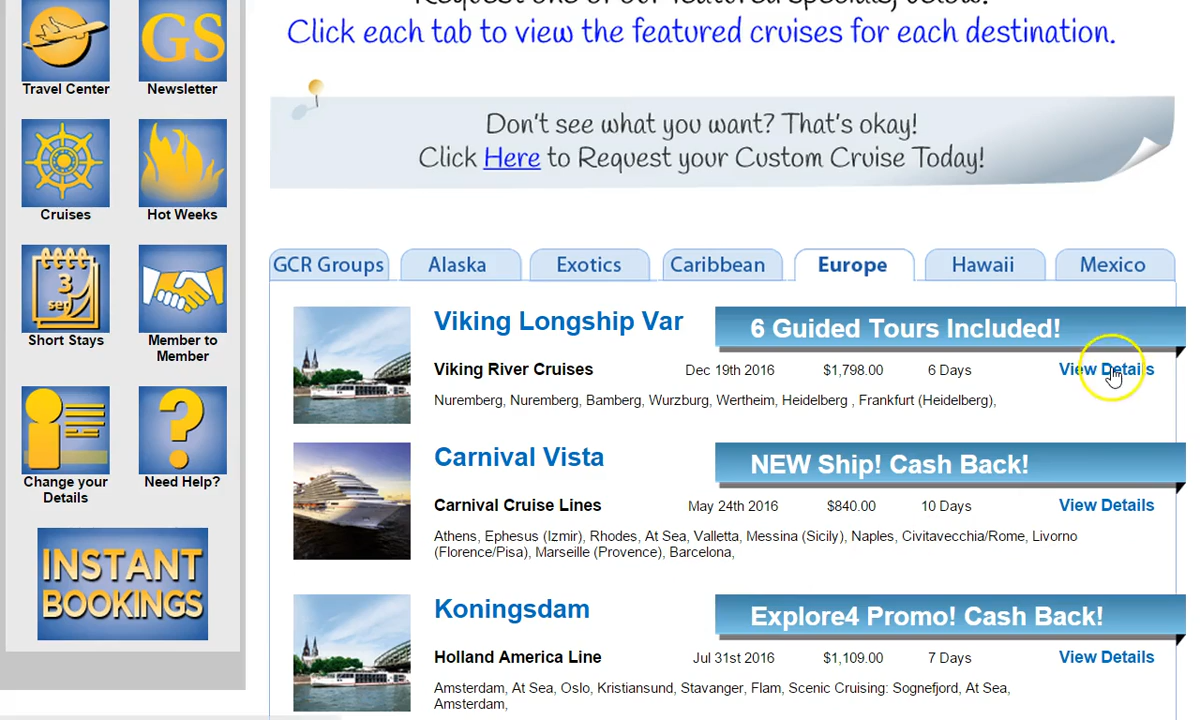 Travel Center
GS
Newsletter
Cruises
Hot Weeks
3
Short Stays
Member to
Member
Change your
Details
?
Need Help?
INSTANT
BOOKINGS
Click each tab to view the featured cruises for each destination.
Don't see what you want? That's okay!
Click Here to Request your Custom Cruise Today!
GCR Groups
Alaska
Exotics
Caribbean
Europe
Hawaii
Mexico
Viking Longship Var
6 Guided Tours Included!
Viking River Cruises Dec 19th 2016 $1,798.00 6 Days View Details
Nuremberg, Nuremberg, Bamberg, Wurzburg, Wertheim, Heidelberg , Frankfurt (Heidelberg),
Carnival Vista
NEW Ship! Cash Back!
Carnival Cruise Lines May 24th 2016 $840.00 10 Days View Details
Athens, Ephesus (Izmir), Rhodes, At Sea, Valletta, Messina (Sicily), Naples, Civitavecchia/Rome, Livorno
(Florence/Pisa), Marseille (Provence), Barcelona,
Koningsdam
Explore4 Promo! Cash Back!
Holland America Line Jul 31st 2016 $1,109.00 7 Days View Details
Amsterdam, At Sea, Oslo, Kristiansund, Stavanger, Flam, Scenic Cruising: Sognefjord, At Sea,
Amsterdam,